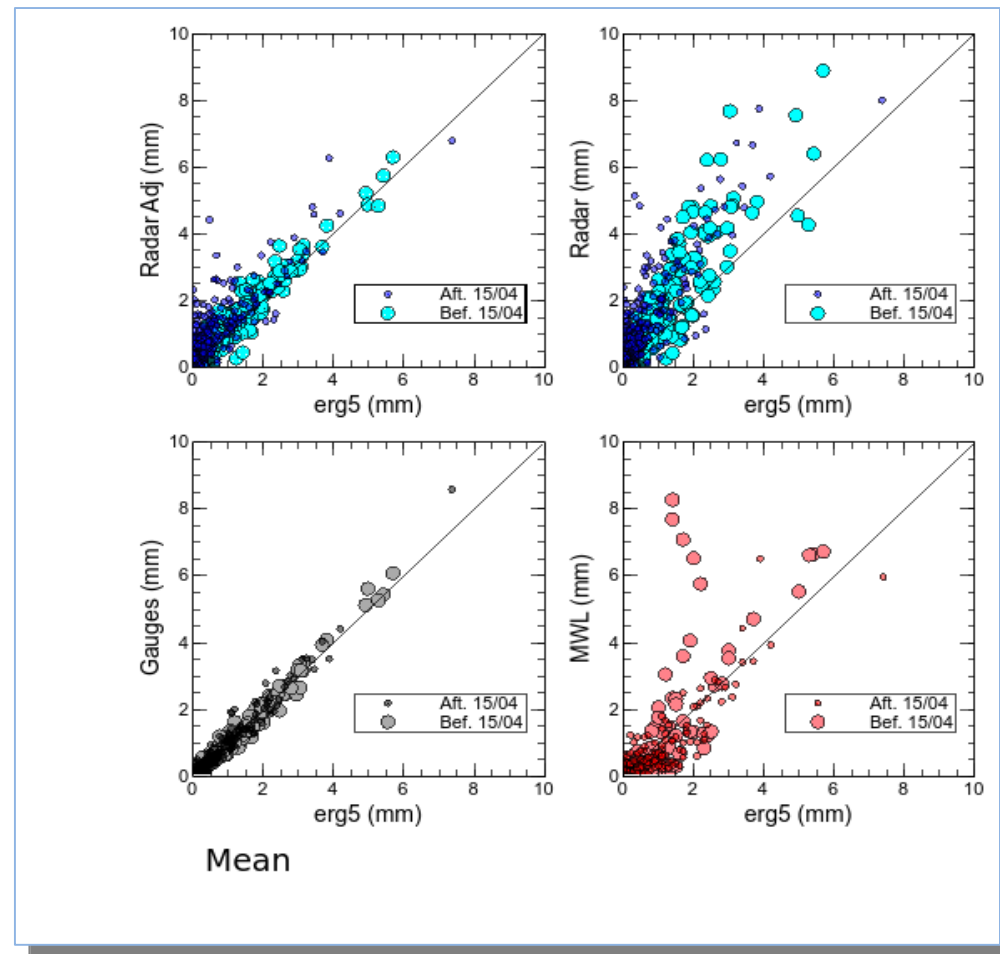 10
8
6
4
2
0
Radar Adj (mm)
Aft. 15/04
Bef. 15/04
0 2 4 6 8 10
erg5 (mm)
10
8
6
4
2
0
Radar (mm)
Aft. 15/04
Bef. 15/04
0 2 4 6 8 10
erg5 (mm)
10
8
6
4
2
0
Gauges (mm)
Aft. 15/04
Bef. 15/04
0 2 4 6 8 10
erg5 (mm)
10
8
6
4
2
0
MWL (mm)
Aft. 15/04
Bef. 15/04
0 2 4 6 8 10
erg5 (mm)
Mean